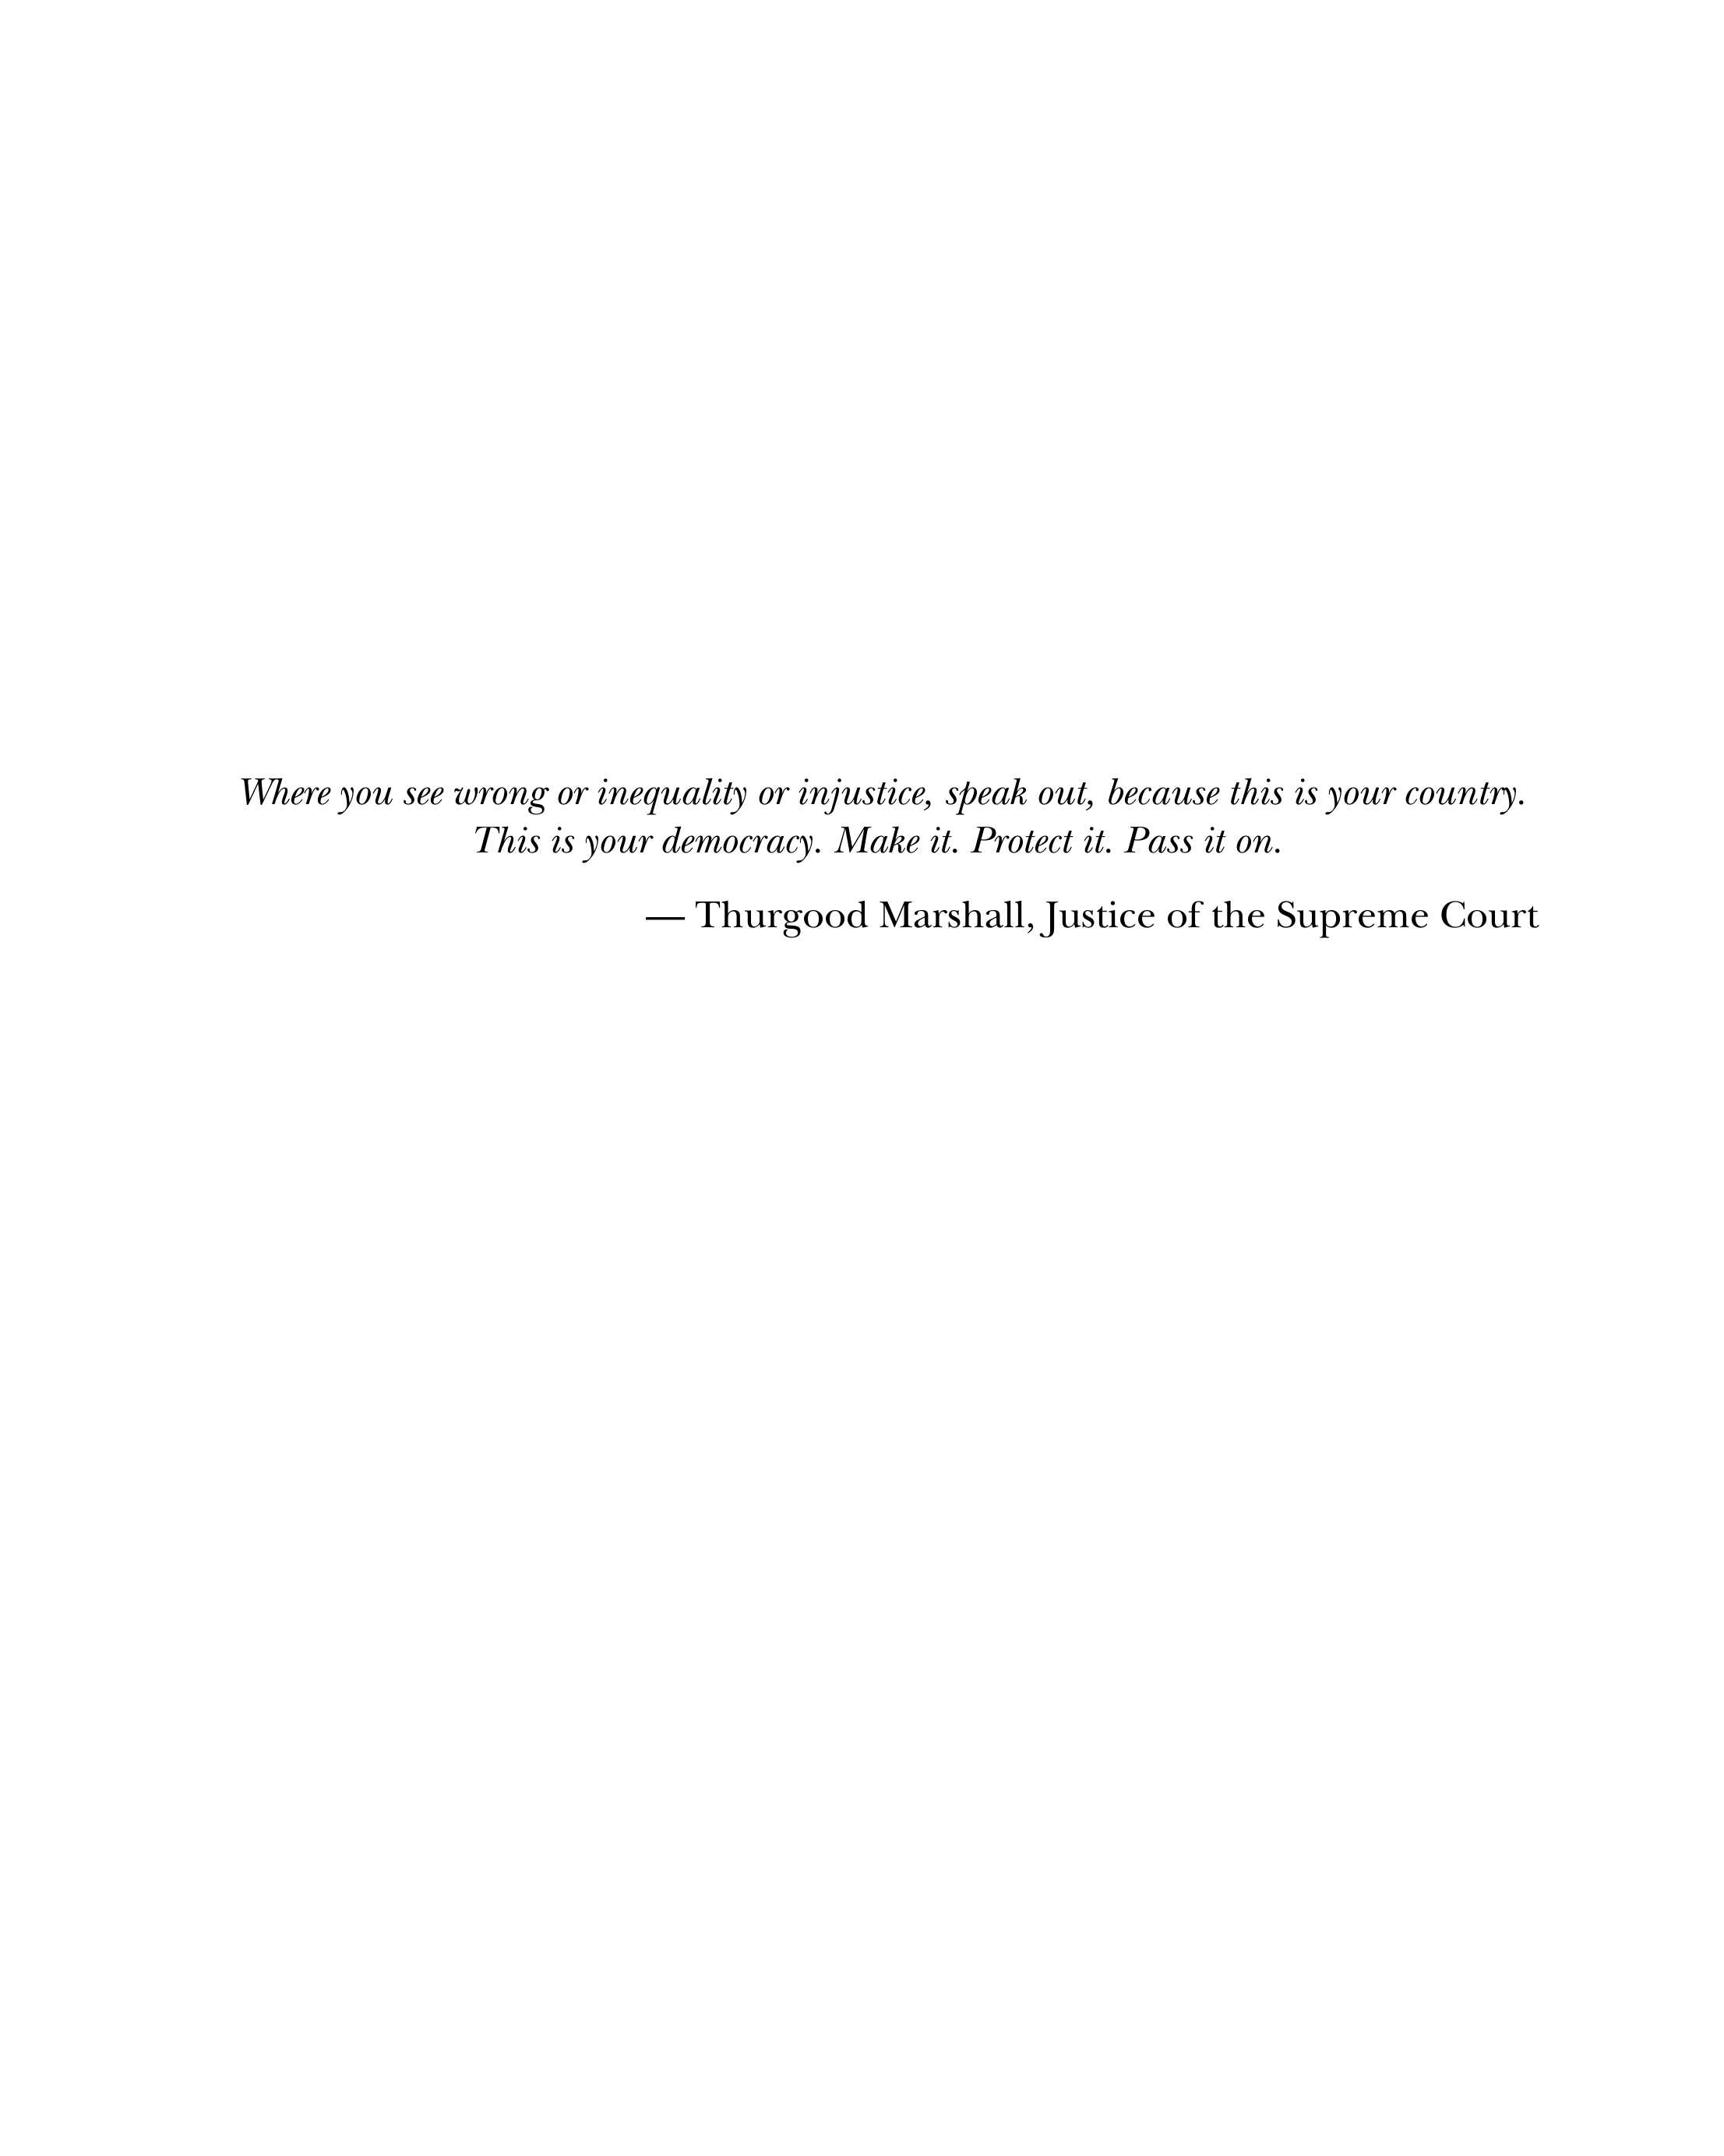 Where you see wrong or inequality or injustice, speak out, because this is your country.
This is your democracy. Make it. Protect it. Pass it on.
— Thurgood Marshall, Justice of the Supreme Court